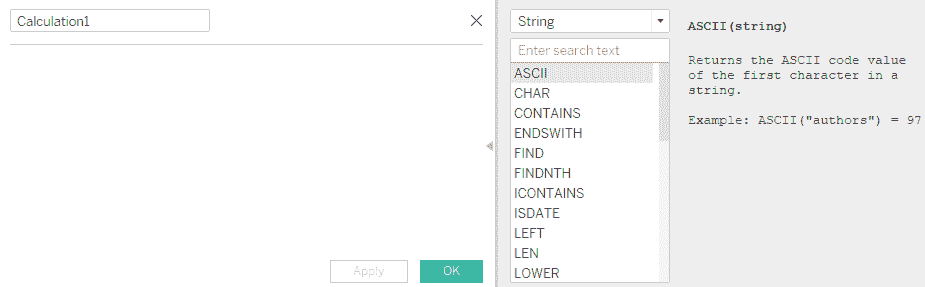 Calculation1
Apply
OK
String
Enter search text
ASCII
CHAR
CONTAINS
ENDSWITH
FIND
FINDNTH
ICONTAINS
ISDATE
LEFT
LEN
LOWER
ASCII(string)
Returns the ASCII code value
of the first character in a
string.
Example: ASCII("authors") = 97